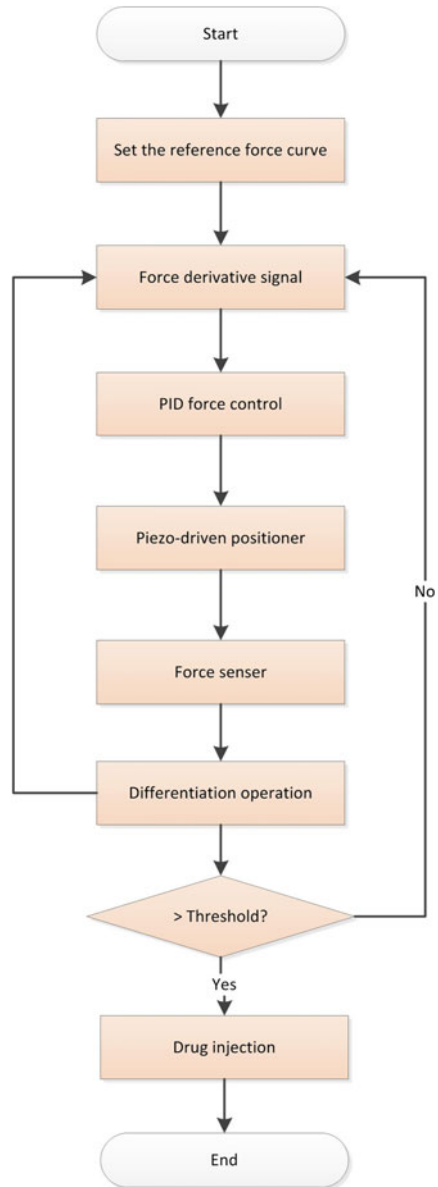 Start
Set the reference force curve
Force derivative signal
PID force control
Piezo-driven positioner
No
Force senser
Differentiation operation
> Threshold?
Yes
Drug injection
End